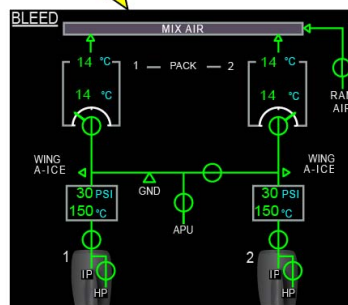 BLEED
MIX AIR
14 °C 1 — PACK — 2 14 °C
14 °C 14 °C
RAM
AIR
WING
A-ICE
WING
A-ICE
GND
30 PSI
150 °C
APU
30 PSI
150 °C
1
2
IP
HP
IP
HP